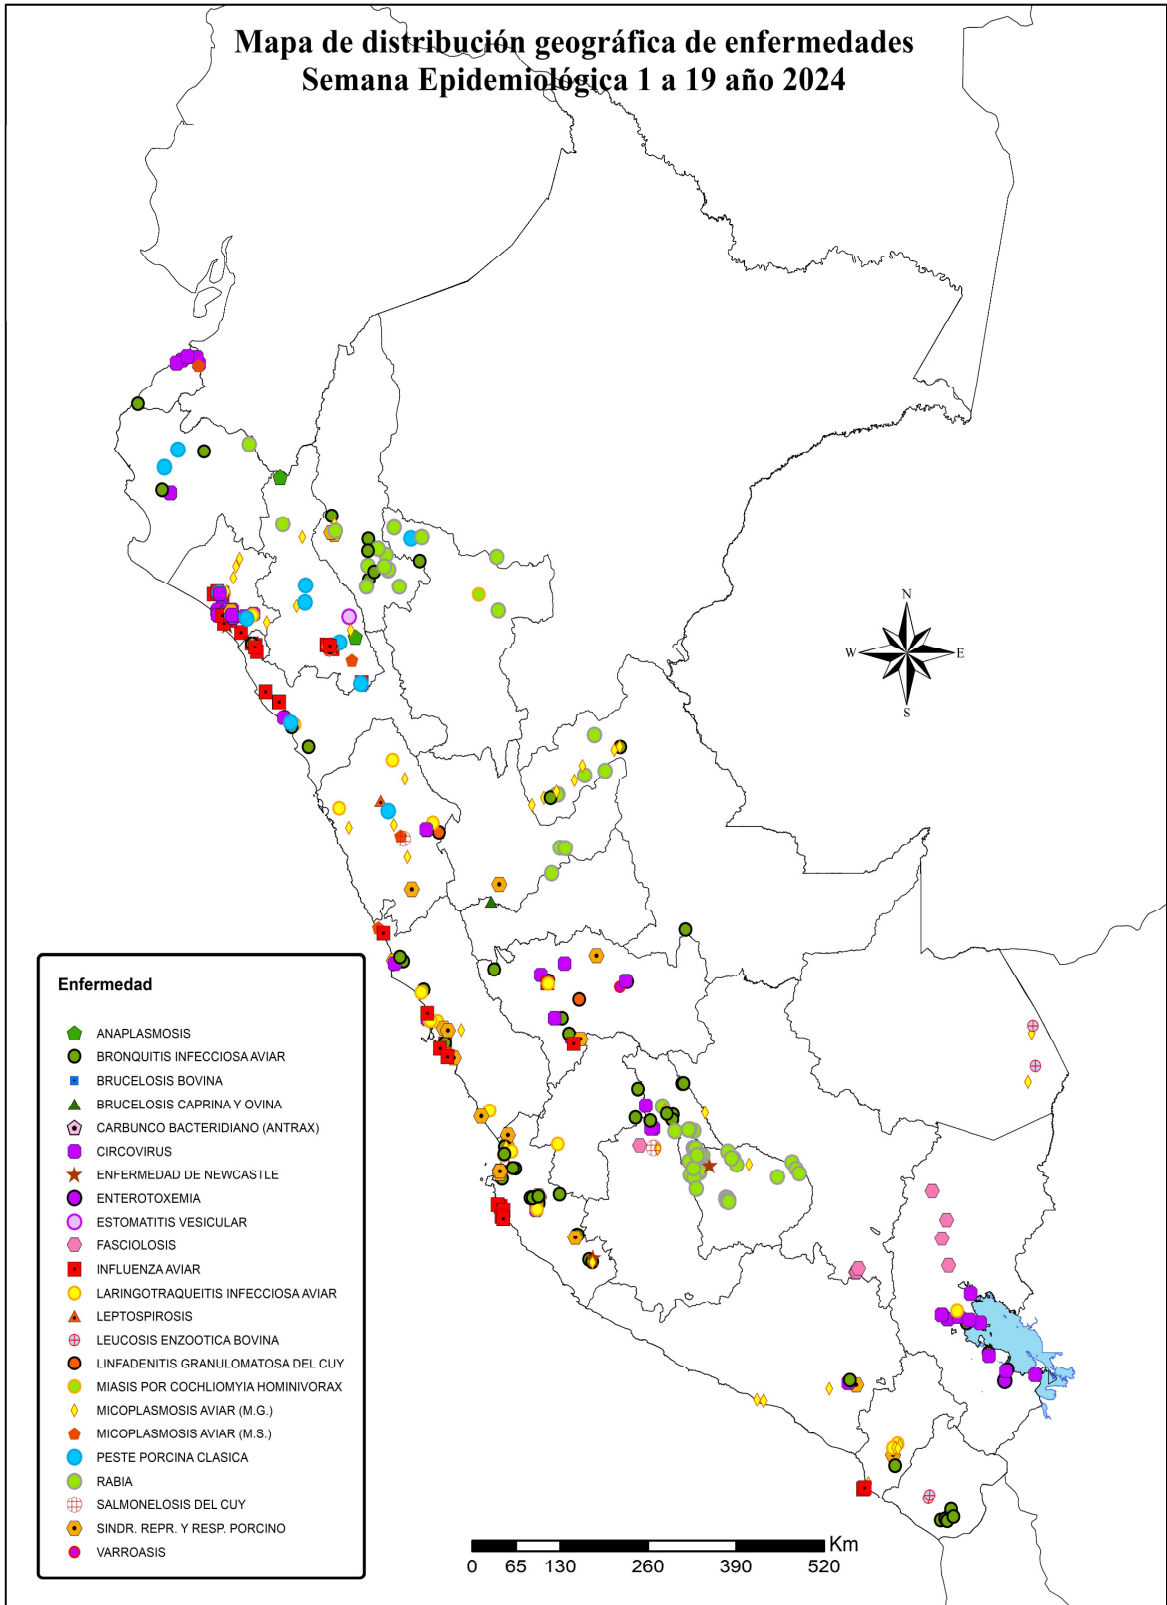 Mapa de distribución geográfica de enfermedades
Semana Epidemiológica 1 a 19 año 2024
N
W
E
S
Enfermedad
ANAPLASMOSIS
BRONQUITIS INFECCIOSA AVIAR
BRUCELOSIS BOVINA
BRUCELOSIS CAPRINA Y OVINA
CARBUNCO BACTERIDIANO (ANTRAX)
CIRCOVIRUS
ENFERMEDAD DE NEWCASTLE
ENTEROTOXEMIA
ESTOMATITIS VESICULAR
FASCIOLOSIS
INFLUENZA AVIAR
LARINGOTRAQUEITIS INFECCIOSA AVIAR
LEPTOSPIROSIS
LEUCOSIS ENZOOTICA BOVINA
LINFADENITIS GRANULOMATOSA DEL CUY
MIASIS POR COCHLIOMYIA HOMINIVORAX
MICOPLASMOSIS AVIAR (M.G.)
MICOPLASMOSIS AVIAR (M.S.)
PESTE PORCINA CLASICA
RABIA
SALMONELOSIS DEL CUY
SINDR. REPR. Y RESP. PORCINO
VARROASIS
Km
0 65 130 260 390 520